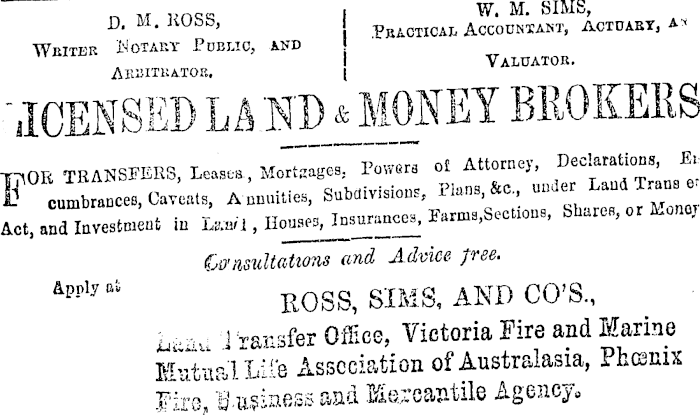 D. M. ROSS,
WRITER NOTARY PUBLIC, AND
ARBITRATOR.
W. M. SIMS,
PRACTICAL ACCOUNTANT, ACTUARY, A
VALUATOR.
LICENSED LAND & MONEY BROKERS
FOR TRANSFERS, Leases, Mortgages, Powers of Attorney, Declarations, En-
cumbrances, Caveats, Annuities, Subdivisions, Plans, &c., under Land Trans er
Act, and Investment in Land, Houses, Insurances, Farms,Sections, Shares, or Money
Consultations and Advice free.
Apply at
ROSS, SIMS, AND CO'S.,
Land Transfer Office, Victoria Fire and Marine
Mutual Life Association of Australasia, Phœnix
Fire, Business and Mercantile Agency.